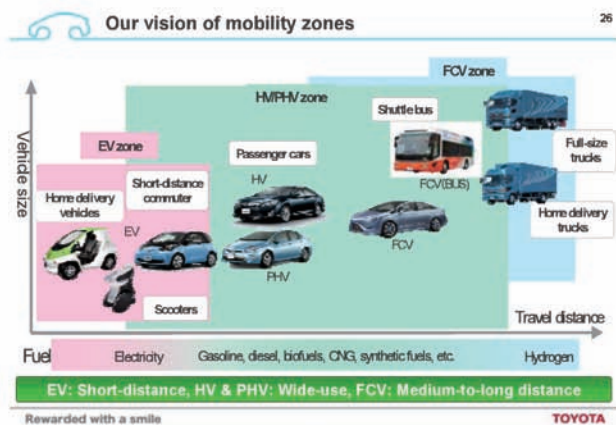 Our vision of mobility zones
26
FCV zone
HV/PHV zone
Shuttle bus
EV zone
Passenger cars
Full-size
trucks
Vehicle size
Short-distance
commuter
HV
FCV(BUS)
Home delivery
vehicles
EV
Home delivery
trucks
PHV
FCV
Scooters
Travel distance
Fuel
Electricity
Gasoline, diesel, biofuels, CNG, synthetic fuels, etc.
Hydrogen
EV: Short-distance, HV & PHV: Wide-use, FCV: Medium-to-long distance
Rewarded with a smile
TOYOTA